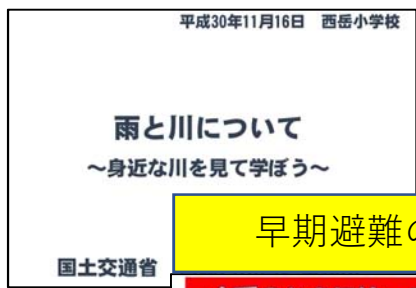 平成30年11月16日 西岳小学校
雨と川について
～身近な川を見て学ぼう～
早期避難の
国土交通省